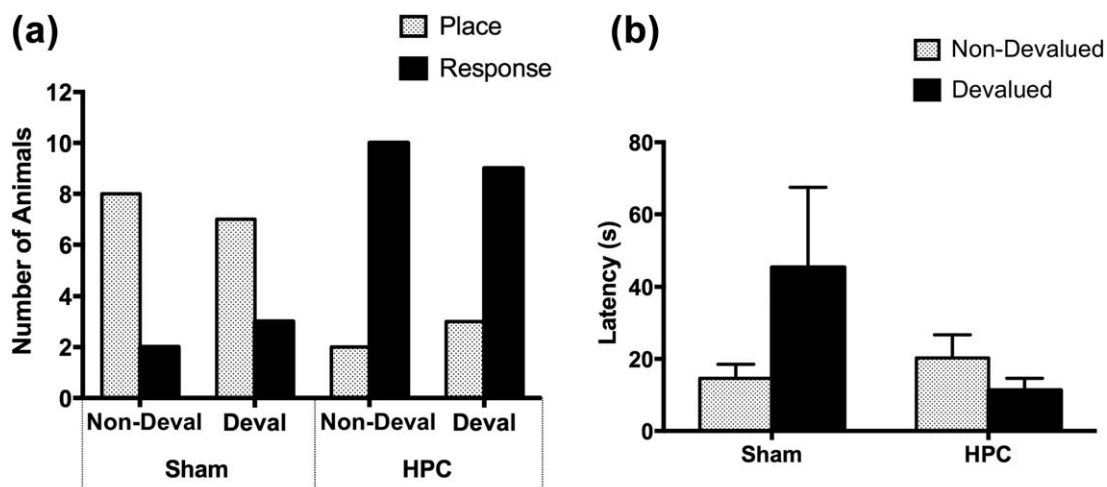 (a)
Place
Response
Number of Animals
12
10
8
6
4
2
0
Non-Deval Deval Non-Deval Deval
Sham HPC
(b)
Non-Devalued
Devalued
Latency (s)
80
60
40
20
0
Sham HPC